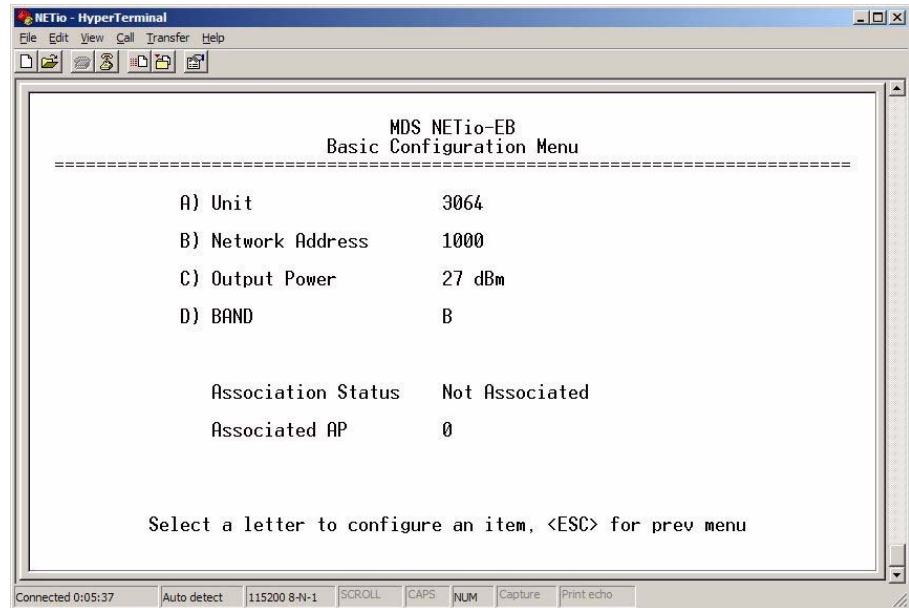 NETio - HyperTerminal
File Edit View Call Transfer Help
MDS NETio-EB
Basic Configuration Menu
==============================================================================
A) Unit 3064
B) Network Address 1000
C) Output Power 27 dBm
D) BAND B
Association Status Not Associated
Associated AP 0
Select a letter to configure an item, <ESC> for prev menu
Connected 0:05:37 Auto detect 115200 8-N-1 SCROLL CAPS NUM Capture Print echo